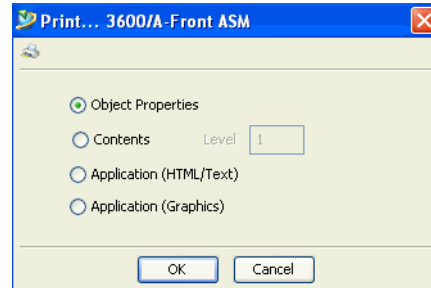 Print... 3600/A-Front ASM
Object Properties
Contents Level 1
Application (HTML/Text)
Application (Graphics)
OK Cancel